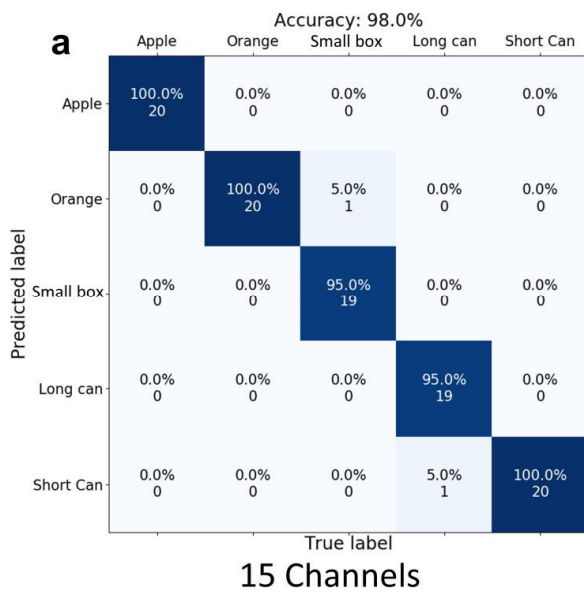 Accuracy: 98.0%
a
Apple Orange Small box Long can Short Can
Apple
100.0% 0.0% 0.0% 0.0% 0.0%
20 0 0 0 0
Orange
0.0% 100.0% 5.0% 0.0% 0.0%
0 20 1 0 0
Small box
0.0% 0.0% 95.0% 0.0% 0.0%
0 0 19 0 0
Long can
0.0% 0.0% 0.0% 95.0% 0.0%
0 0 0 19 0
Short Can
0.0% 0.0% 0.0% 5.0% 100.0%
0 0 0 1 20
Predicted label
True label
15 Channels